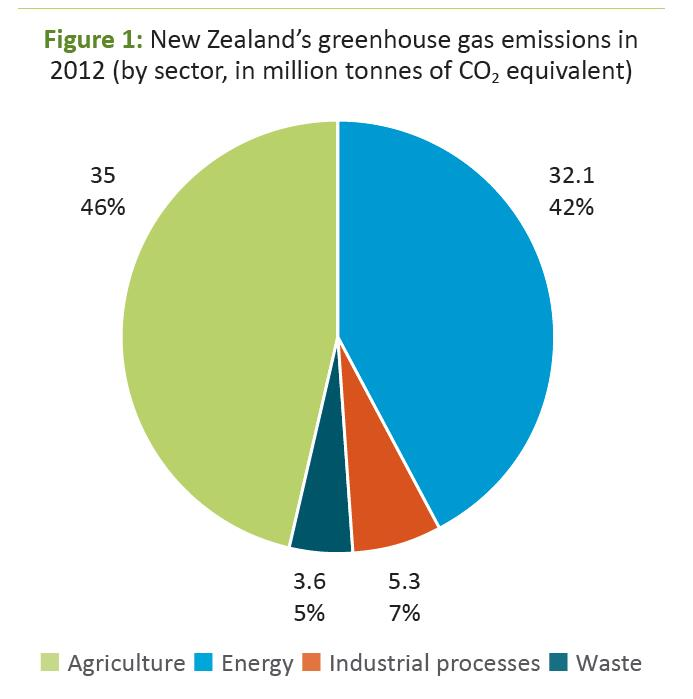 Figure 1: New Zealand’s greenhouse gas emissions in
2012 (by sector, in million tonnes of CO₂ equivalent)
35
46%
32.1
42%
3.6
5%
5.3
7%
Agriculture Energy Industrial processes Waste